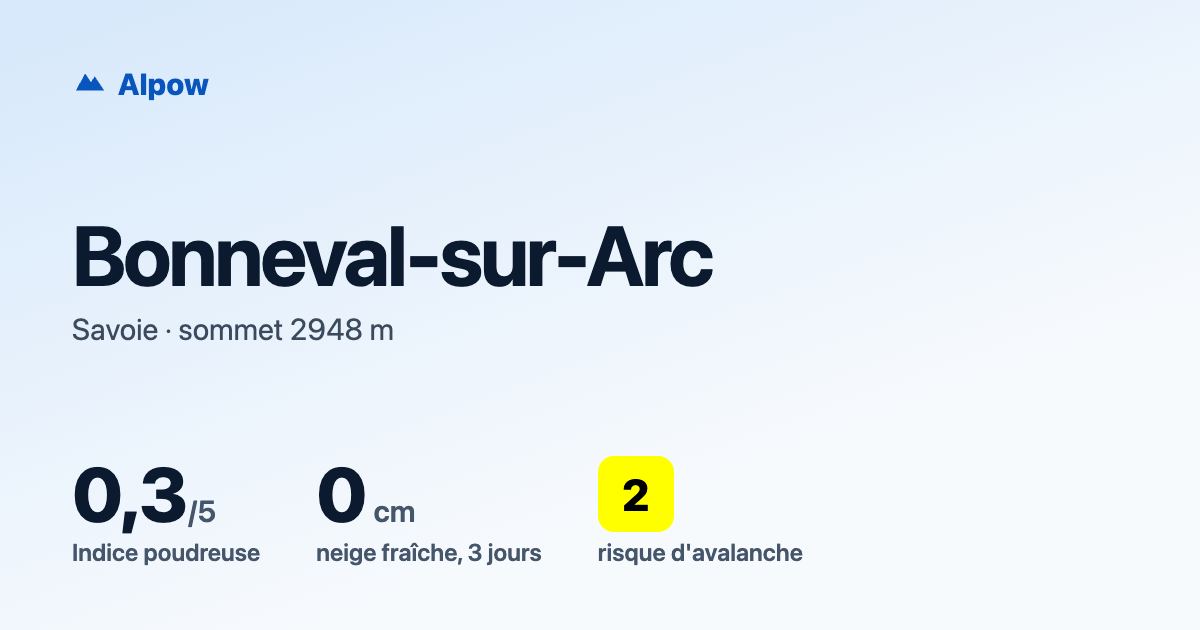 Alpow
Bonneval-sur-Arc
Savoie · sommet 2948 m
0,3/5
Indice poudreuse
0 cm
neige fraîche, 3 jours
2
risque d'avalanche